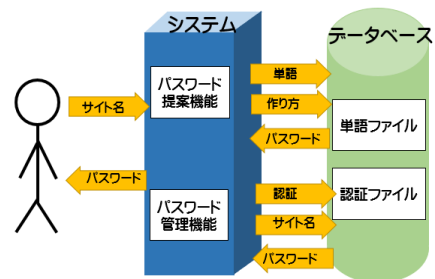 システム
データベース
パスワード
提案機能
単語
作り方
パスワード
サイト名
単語ファイル
パスワード
パスワード
管理機能
認証
サイト名
パスワード
認証ファイル